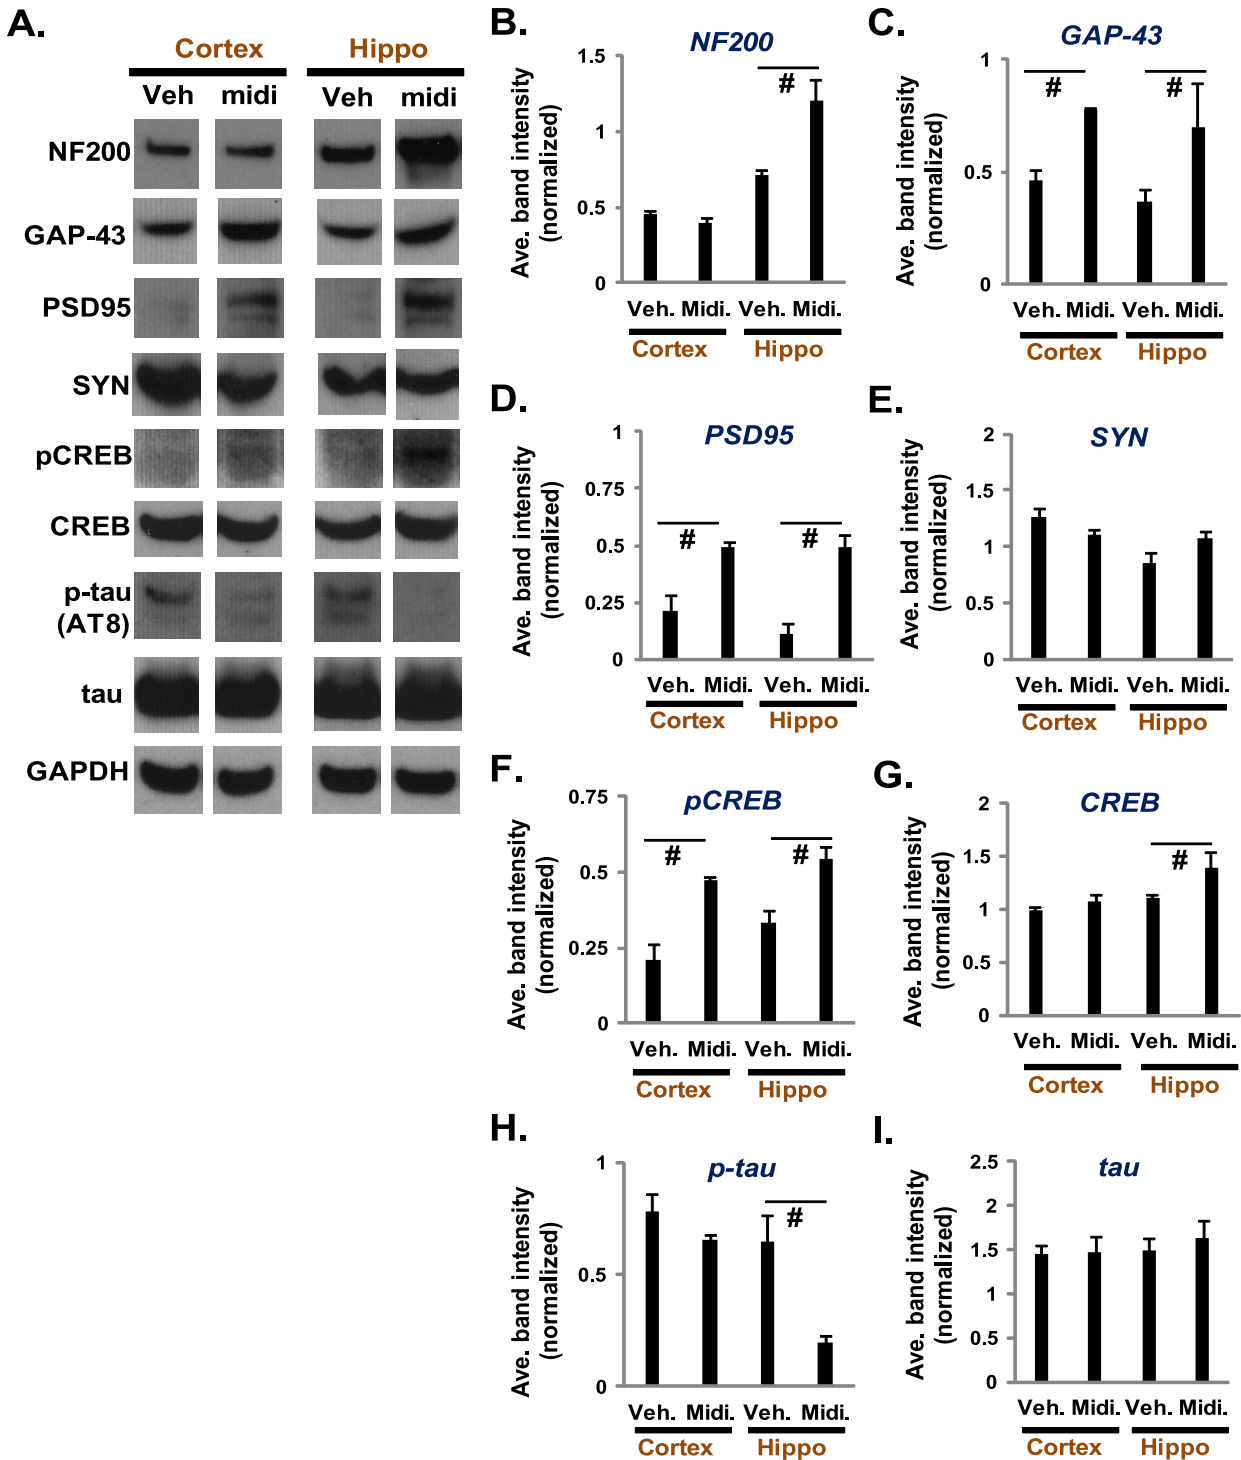 A.
Cortex Hippo
Veh midi Veh midi
NF200
GAP-43
PSD95
SYN
pCREB
CREB
p-tau
(AT8)
tau
GAPDH
B.
NF200
Ave. band intensity
(normalized)
1.5
1
0.5
0
#
Veh. Midi. Veh. Midi.
Cortex Hippo
C.
GAP-43
Ave. band intensity
(normalized)
1
0.5
0
# #
Veh. Midi. Veh. Midi.
Cortex Hippo
D.
PSD95
Ave. band intensity
(normalized)
1
0.75
0.5
0.25
0
# #
Veh. Midi. Veh. Midi.
Cortex Hippo
E.
SYN
Ave. band intensity
(normalized)
2
1.5
1
0.5
0
Veh. Midi. Veh. Midi.
Cortex Hippo
F.
pCREB
Ave. band intensity
(normalized)
0.75
0.5
0.25
0
# #
Veh. Midi. Veh. Midi.
Cortex Hippo
G.
CREB
Ave. band intensity
(normalized)
2
1.5
1
0.5
0
#
Veh. Midi. Veh. Midi.
Cortex Hippo
H.
p-tau
Ave. band intensity
(normalized)
1
0.5
0
#
Veh. Midi. Veh. Midi.
Cortex Hippo
I.
tau
Ave. band intensity
(normalized)
2.5
2
1.5
1
0.5
0
Veh. Midi. Veh. Midi.
Cortex Hippo